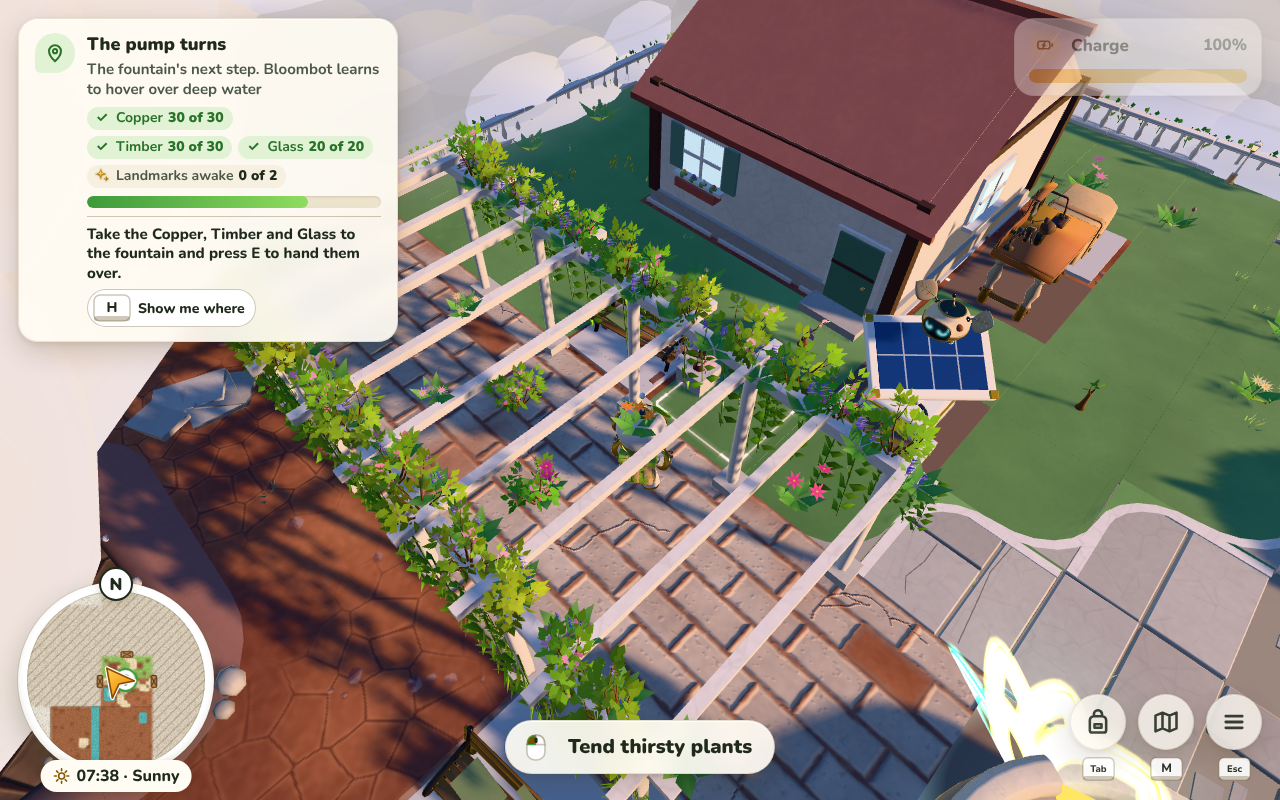 The pump turns
The fountain's next step. Bloombot learns
to hover over deep water
Copper 30 of 30
Timber 30 of 30 Glass 20 of 20
Landmarks awake 0 of 2
Take the Copper, Timber and Glass to
the fountain and press E to hand them
over.
H Show me where
Charge 100%
N
07:38 · Sunny
Tend thirsty plants
Tab M Esc